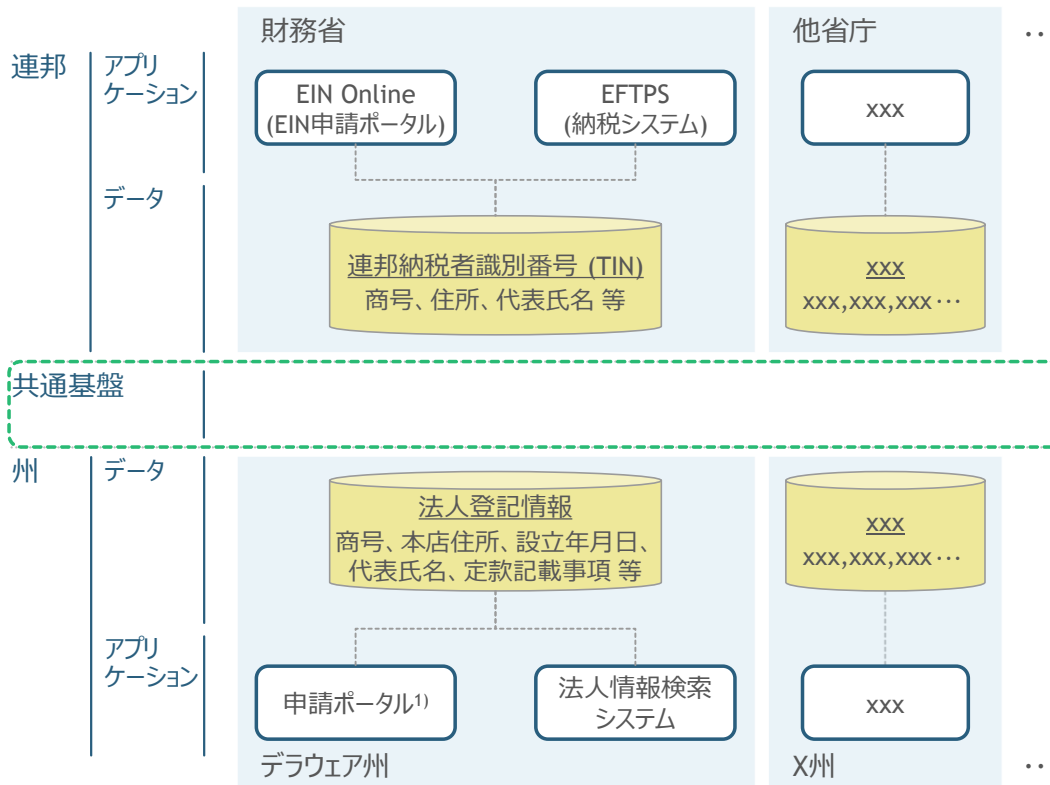 財務省
他省庁
‥
連邦
アプリ
ケーション
EIN Online
(EIN申請ポータル)
EFTPS
(納税システム)
xxx
データ
連邦納税者識別番号 (TIN)
商号、住所、代表氏名 等
xxx
xxx,xxx,xxx…
共通基盤
州
データ
法人登記情報
商号、本店住所、設立年月日、
代表氏名、定款記載事項 等
xxx
xxx,xxx,xxx…
アプリ
ケーション
申請ポータル1)
法人情報検索
システム
xxx
デラウェア州
X州
‥